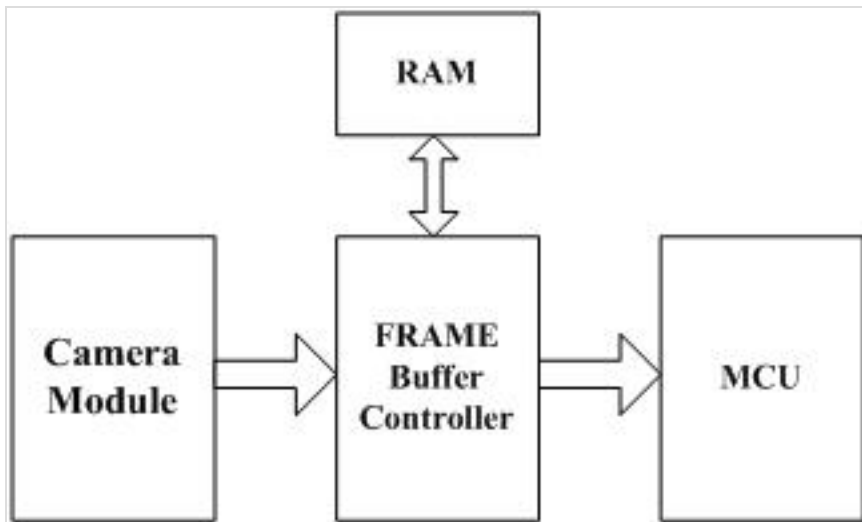 RAM
Camera
Module
FRAME
Buffer
Controller
MCU